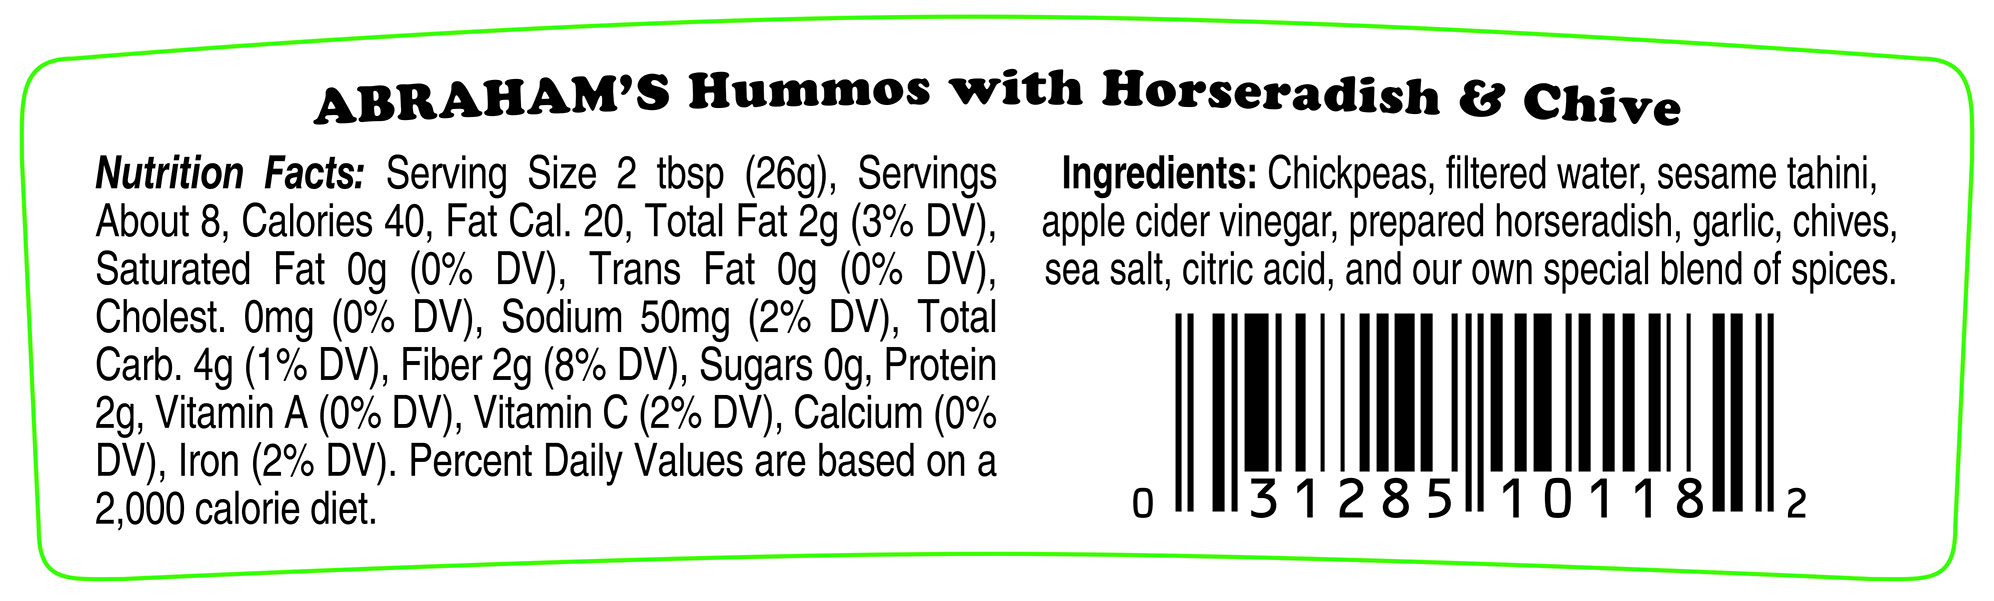 ABRAHAM'S Hummos with Horseradish & Chive
Nutrition Facts: Serving Size 2 tbsp (26g), Servings
About 8, Calories 40, Fat Cal. 20, Total Fat 2g (3% DV),
Saturated Fat 0g (0% DV), Trans Fat 0g (0% DV),
Cholest. 0mg (0% DV), Sodium 50mg (2% DV), Total
Carb. 4g (1% DV), Fiber 2g (8% DV), Sugars 0g, Protein
2g, Vitamin A (0% DV), Vitamin C (2% DV), Calcium (0%
DV), Iron (2% DV). Percent Daily Values are based on a
2,000 calorie diet.
Ingredients: Chickpeas, filtered water, sesame tahini,
apple cider vinegar, prepared horseradish, garlic, chives,
sea salt, citric acid, and our own special blend of spices.
0 31285 10118 2